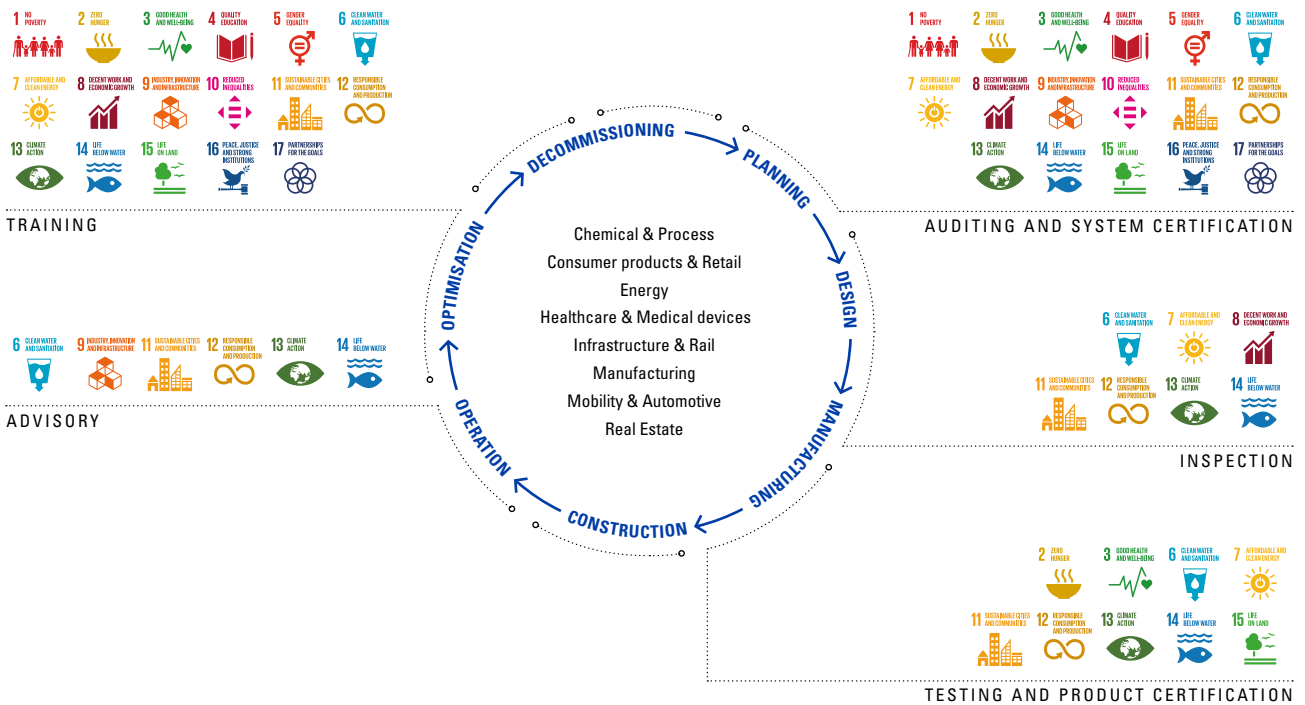 1 NO
POVERTY
2 ZERO
HUNGER
3 GOOD HEALTH
AND WELL-BEING
4 QUALITY
EDUCATION
5 GENDER
EQUALITY
6 CLEAN WATER
AND SANITATION
7 AFFORDABLE AND
CLEAN ENERGY
8 DECENT WORK AND
ECONOMIC GROWTH
9 INDUSTRY, INNOVATION
AND INFRASTRUCTURE
10 REDUCED
INEQUALITIES
11 SUSTAINABLE CITIES
AND COMMUNITIES
12 RESPONSIBLE
CONSUMPTION
AND PRODUCTION
13 CLIMATE
ACTION
14 LIFE
BELOW WATER
15 LIFE
ON LAND
16 PEACE, JUSTICE
AND STRONG
INSTITUTIONS
17 PARTNERSHIPS
FOR THE GOALS
TRAINING
6 CLEAN WATER
AND SANITATION
9 INDUSTRY, INNOVATION
AND INFRASTRUCTURE
11 SUSTAINABLE CITIES
AND COMMUNITIES
12 RESPONSIBLE
CONSUMPTION
AND PRODUCTION
13 CLIMATE
ACTION
14 LIFE
BELOW WATER
ADVISORY
DECOMMISSIONING
PLANNING
DESIGN
MANUFACTURING
CONSTRUCTION
OPERATION
OPTIMISATION
Chemical & Process
Consumer products & Retail
Energy
Healthcare & Medical devices
Infrastructure & Rail
Manufacturing
Mobility & Automotive
Real Estate
1 NO
POVERTY
2 ZERO
HUNGER
3 GOOD HEALTH
AND WELL-BEING
4 QUALITY
EDUCATION
5 GENDER
EQUALITY
6 CLEAN WATER
AND SANITATION
7 AFFORDABLE AND
CLEAN ENERGY
8 DECENT WORK AND
ECONOMIC GROWTH
9 INDUSTRY, INNOVATION
AND INFRASTRUCTURE
10 REDUCED
INEQUALITIES
11 SUSTAINABLE CITIES
AND COMMUNITIES
12 RESPONSIBLE
CONSUMPTION
AND PRODUCTION
13 CLIMATE
ACTION
14 LIFE
BELOW WATER
15 LIFE
ON LAND
16 PEACE, JUSTICE
AND STRONG
INSTITUTIONS
17 PARTNERSHIPS
FOR THE GOALS
AUDITING AND SYSTEM CERTIFICATION
6 CLEAN WATER
AND SANITATION
7 AFFORDABLE AND
CLEAN ENERGY
8 DECENT WORK AND
ECONOMIC GROWTH
11 SUSTAINABLE CITIES
AND COMMUNITIES
12 RESPONSIBLE
CONSUMPTION
AND PRODUCTION
13 CLIMATE
ACTION
14 LIFE
BELOW WATER
INSPECTION
2 ZERO
HUNGER
3 GOOD HEALTH
AND WELL-BEING
6 CLEAN WATER
AND SANITATION
7 AFFORDABLE AND
CLEAN ENERGY
11 SUSTAINABLE CITIES
AND COMMUNITIES
12 RESPONSIBLE
CONSUMPTION
AND PRODUCTION
13 CLIMATE
ACTION
14 LIFE
BELOW WATER
15 LIFE
ON LAND
TESTING AND PRODUCT CERTIFICATION